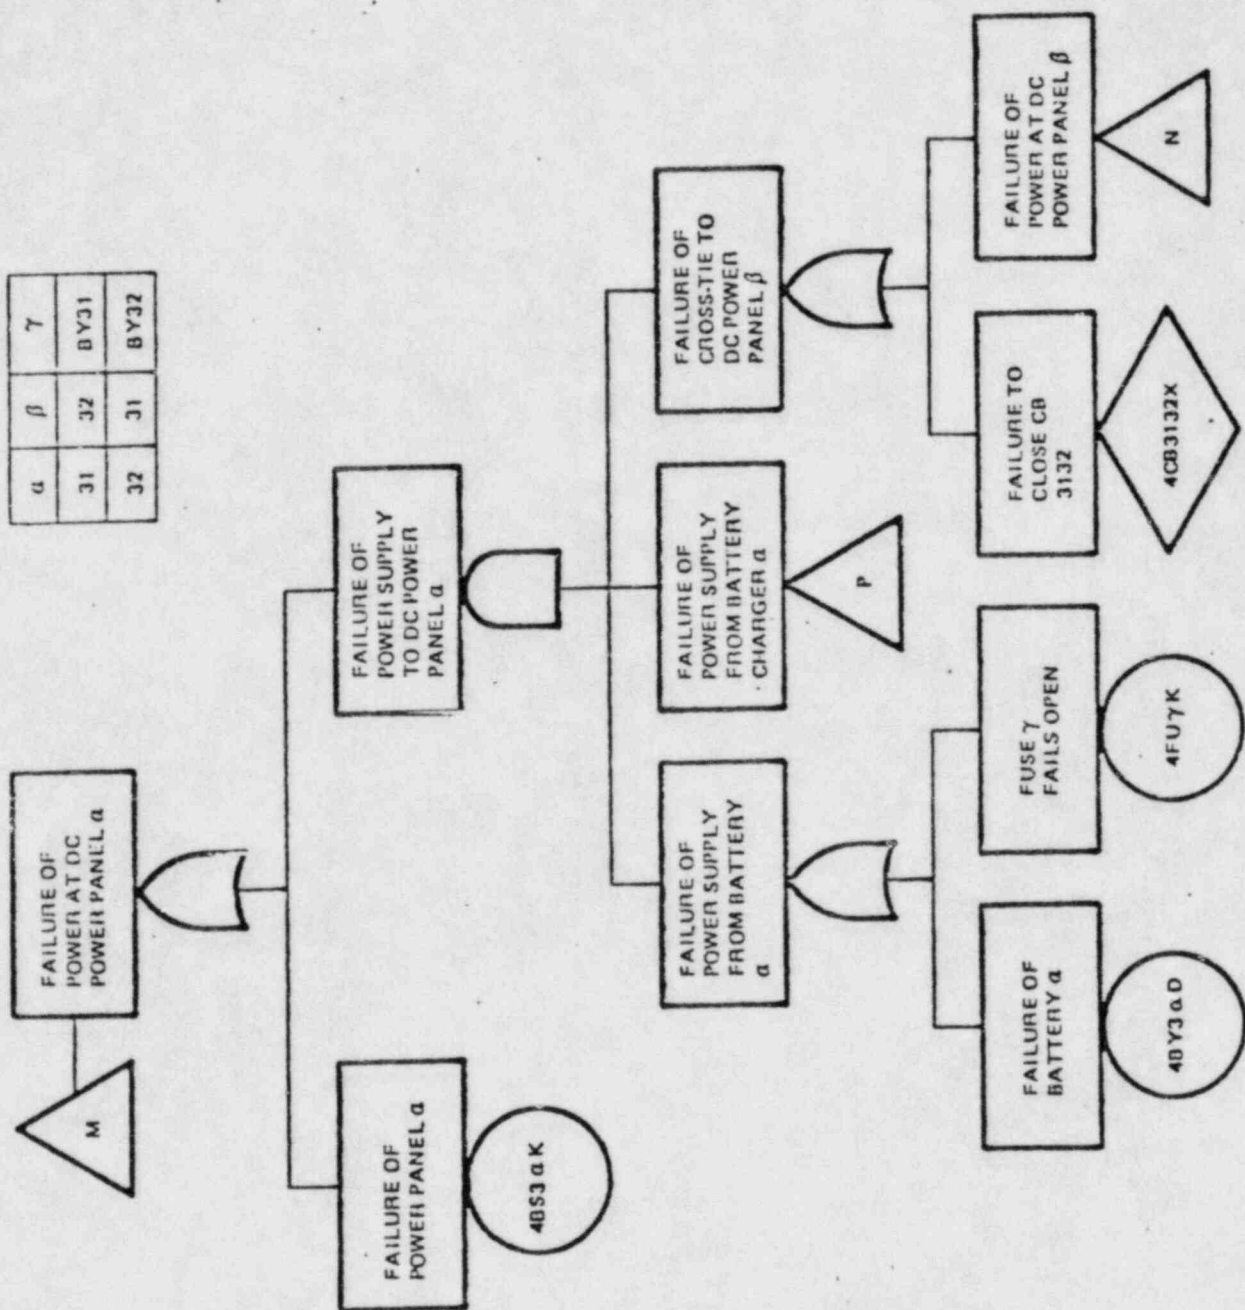 α β γ
31 32 BY31
32 31 BY32
M
FAILURE OF
POWER AT DC
POWER PANEL α
FAILURE OF
POWER PANEL α
4BS3αK
FAILURE OF
POWER SUPPLY
TO DC POWER
PANEL α
FAILURE OF
POWER SUPPLY
FROM BATTERY
α
FAILURE OF
POWER SUPPLY
FROM BATTERY
CHARGER α
P
FAILURE OF
CROSS-TIE TO
DC POWER
PANEL β
FAILURE OF
BATTERY α
4BY3αD
FUSE γ
FAILS OPEN
4FUγK
FAILURE TO
CLOSE CB
3132
4CB3132X
FAILURE OF
POWER AT DC
POWER PANEL β
N